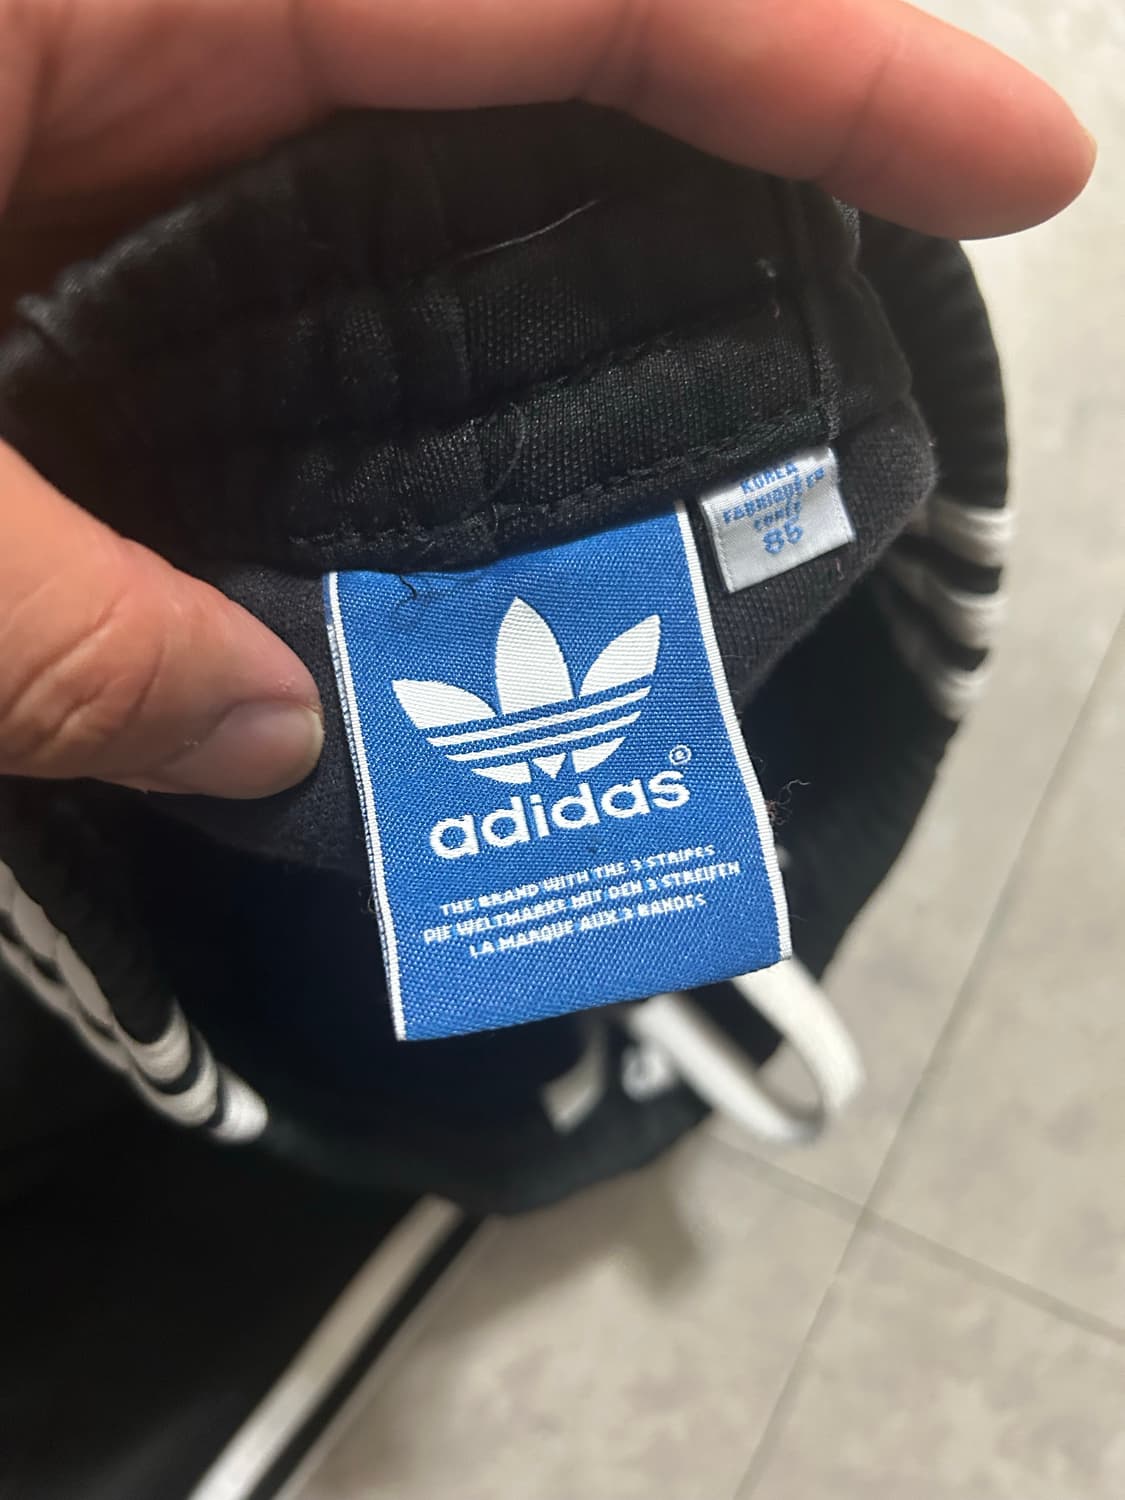 adidas®
THE BRAND WITH THE 3 STRIPES
DIE WELTMARKE MIT DEN 3 STREIFEN
LA MARQUE AUX 3 BANDES
KOREA
FABRIQUÉ EN
CORÉE
85